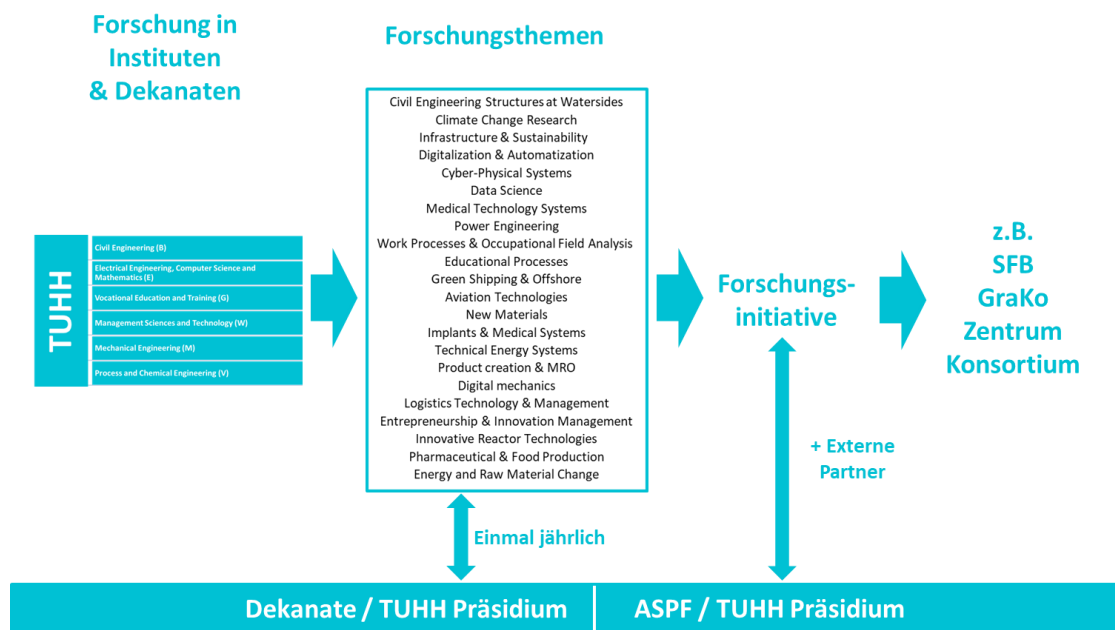 Forschung in
Instituten
& Dekanaten
Forschungsthemen
TUHH
Civil Engineering (B)
Electrical Engineering, Computer Science and
Mathematics (E)
Vocational Education and Training (G)
Management Sciences and Technology (W)
Mechanical Engineering (M)
Process and Chemical Engineering (V)
Civil Engineering Structures at Watersides
Climate Change Research
Infrastructure & Sustainability
Digitalization & Automatization
Cyber-Physical Systems
Data Science
Medical Technology Systems
Power Engineering
Work Processes & Occupational Field Analysis
Educational Processes
Green Shipping & Offshore
Aviation Technologies
New Materials
Implants & Medical Systems
Technical Energy Systems
Product creation & MRO
Digital mechanics
Logistics Technology & Management
Entrepreneurship & Innovation Management
Innovative Reactor Technologies
Pharmaceutical & Food Production
Energy and Raw Material Change
Forschungs-
initiative
z.B.
SFB
GraKo
Zentrum
Konsortium
+ Externe
Partner
Einmal jährlich
Dekanate / TUHH Präsidium
ASPF / TUHH Präsidium